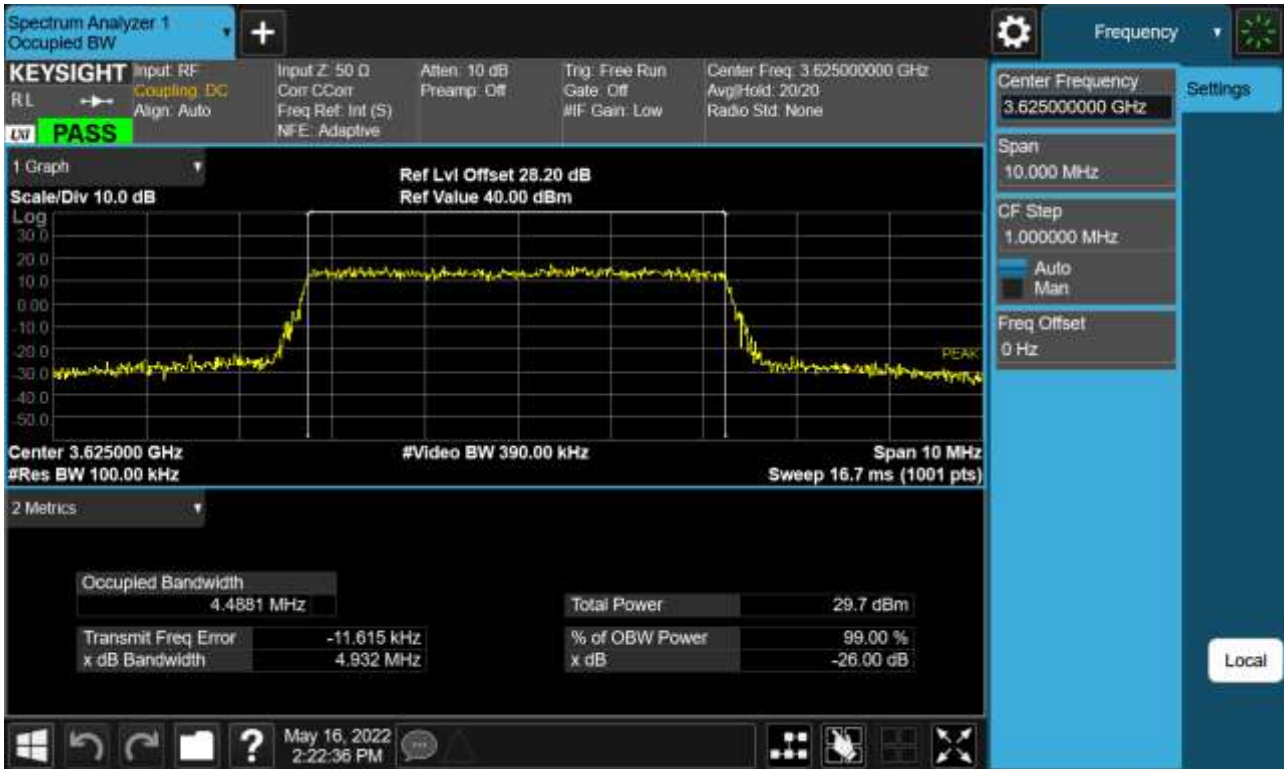 Spectrum Analyzer 1
Occupied BW
+
Frequency
KEYSIGHT Input: RF
Coupling: DC
Align: Auto
RL
LXI PASS
Input Z: 50 Ω
Corr CCorr
Freq Ref: Int (S)
NFE: Adaptive
Atten: 10 dB
Preamp: Off
Trig: Free Run
Gate: Off
#IF Gain: Low
Center Freq: 3.625000000 GHz
Avg|Hold: 20/20
Radio Std: None
Center Frequency
3.625000000 GHz
Settings
Span
10.000 MHz
CF Step
1.000000 MHz
Auto
Man
Freq Offset
0 Hz
Local
1 Graph
Scale/Div 10.0 dB
Ref Lvl Offset 28.20 dB
Ref Value 40.00 dBm
Log
30.0
20.0
10.0
0.00
-10.0
-20.0
-30.0
-40.0
-50.0
PEAK
Center 3.625000 GHz
#Video BW 390.00 kHz
Span 10 MHz
#Res BW 100.00 kHz
Sweep 16.7 ms (1001 pts)
2 Metrics
Occupied Bandwidth
4.4881 MHz
Total Power 29.7 dBm
Transmit Freq Error -11.615 kHz
% of OBW Power 99.00 %
x dB Bandwidth 4.932 MHz
x dB -26.00 dB
?
May 16, 2022
2:22:36 PM